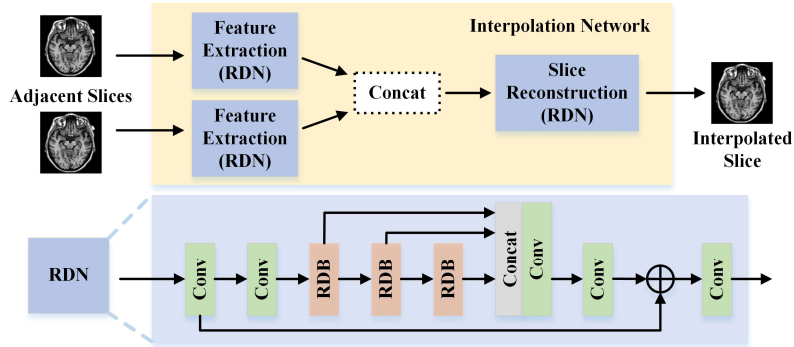 Feature
Extraction
(RDN)
Interpolation Network
Adjacent Slices
Concat
Slice
Reconstruction
(RDN)
Feature
Extraction
(RDN)
Interpolated
Slice
RDN
Conv
Conv
RDB
RDB
RDB
Concat
Conv
Conv
Conv